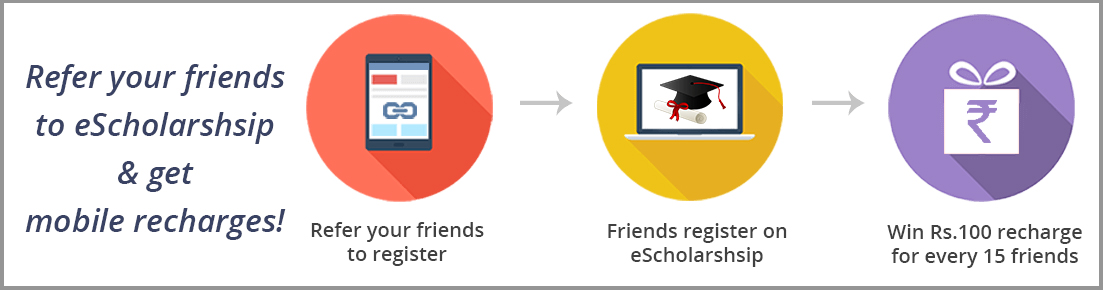 Refer your friends
to eScholarshsip
& get
mobile recharges!
Refer your friends
to register
Friends register on
eScholarshsip
₹
Win Rs.100 recharge
for every 15 friends